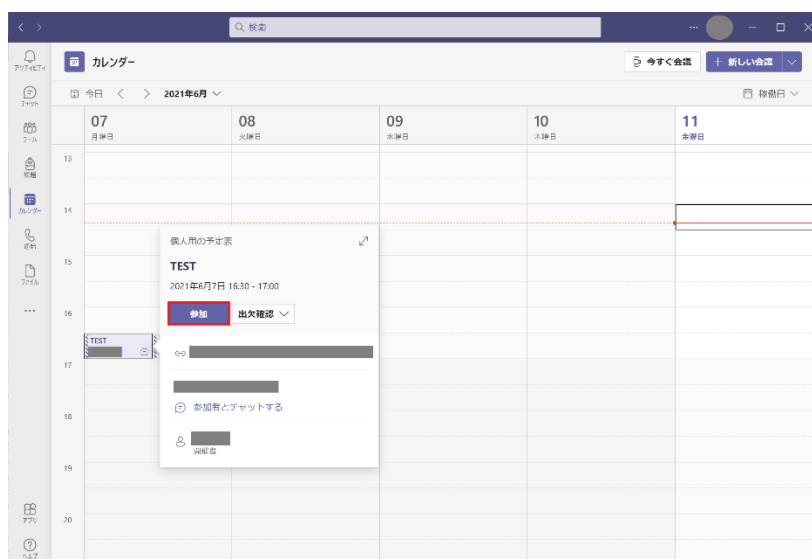 検索
アクティビティ
カレンダー
今すぐ会議
新しい会議
チャット
今日
2021年6月
稼働日
チーム
07
月曜日
08
火曜日
09
水曜日
10
木曜日
11
金曜日
課題
カレンダー
通話
ファイル
13
14
15
16
17
18
19
20
個人用の予定表
TEST
2021年6月7日 16:30 - 17:00
参加
出欠確認
TEST
参加者とチャットする
開催者
アプリ
ヘルプ